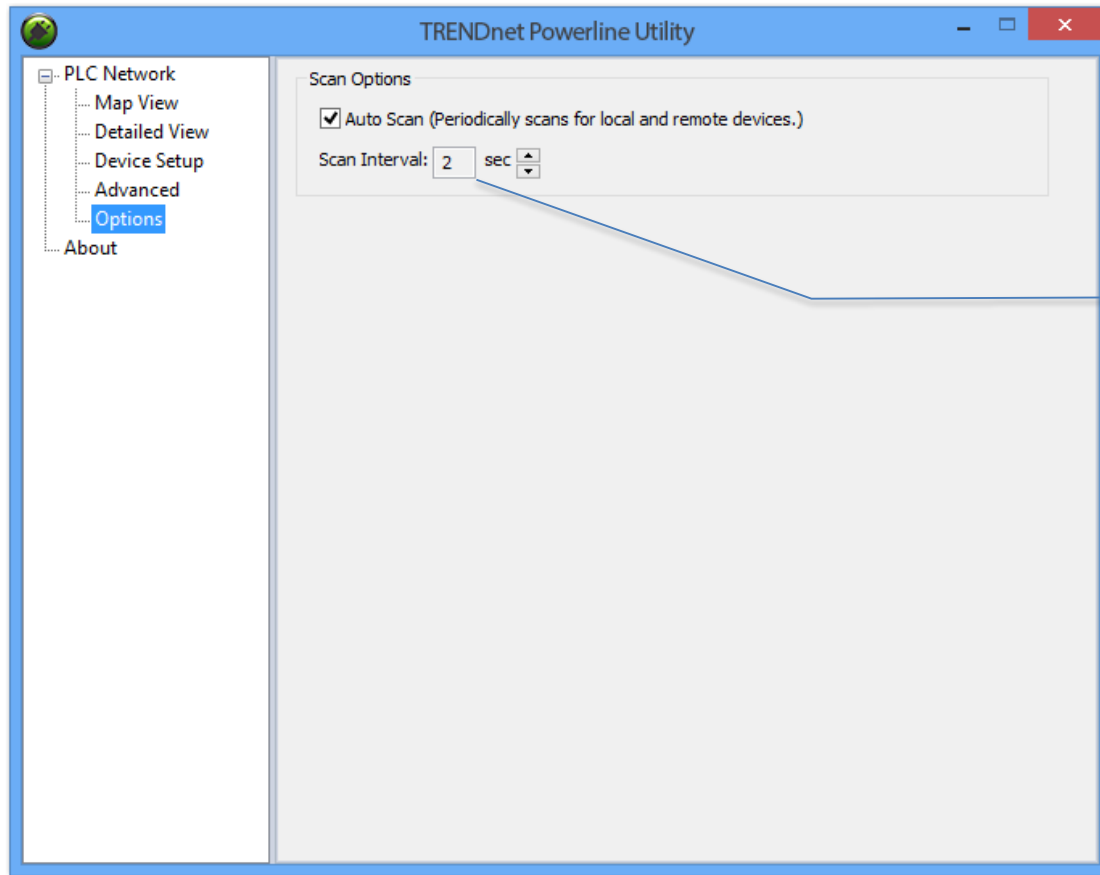 TRENDnet Powerline Utility
PLC Network
Map View
Detailed View
Device Setup
Advanced
Options
About
Scan Options
Auto Scan (Periodically scans for local and remote devices.)
Scan Interval: 2 sec